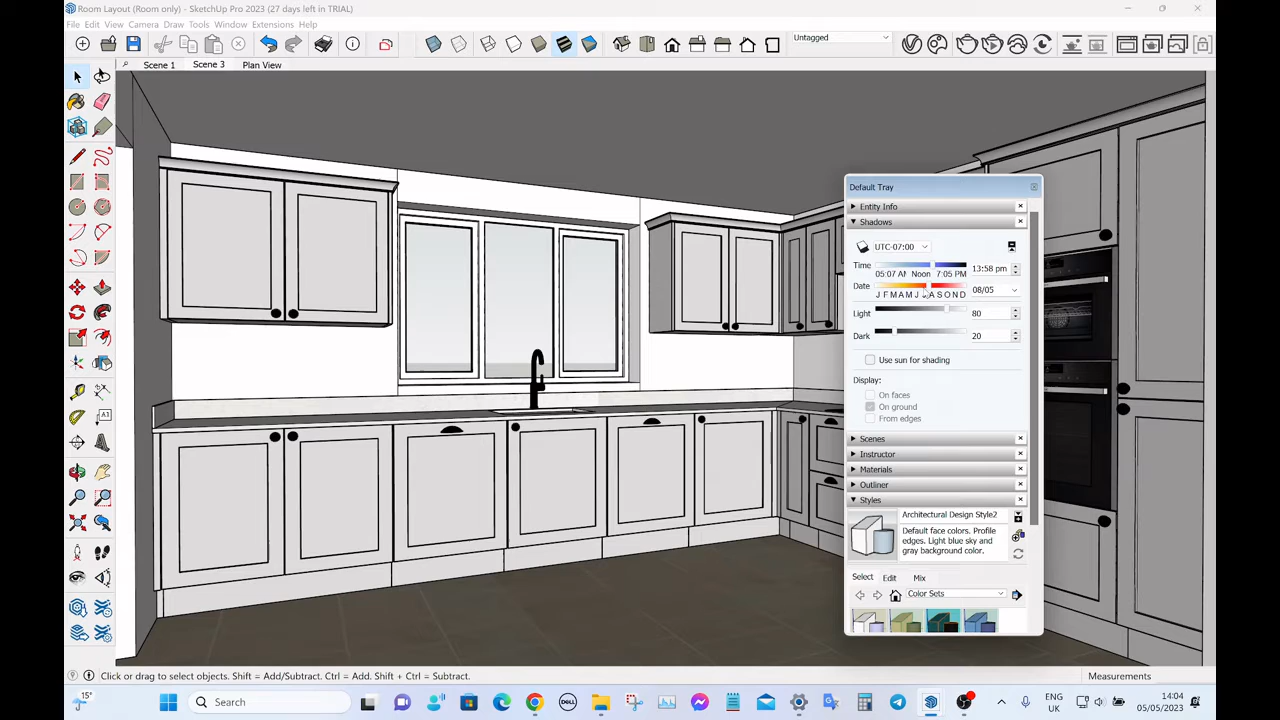 Room Layout (Room only) - SketchUp Pro 2023 (27 days left in TRIAL)
File Edit View Camera Draw Tools Window Extensions Help
Untagged
Scene 1 Scene 3 Plan View
Default Tray
Entity Info
Shadows
UTC-07:00
Time
05:07 AM Noon 7:05 PM
13:58 pm
Date
08/05
Light
80
Dark
20
Use sun for shading
Display:
On faces
On ground
From edges
Scenes
Instructor
Materials
Outliner
Styles
Architectural Design Style2
Default face colors. Profile
edges. Light blue sky and
gray background color.
Select Edit Mix
Color Sets
Click or drag to select objects. Shift = Add/Subtract. Ctrl = Add. Shift + Ctrl = Subtract.
Measurements
15°
Search
DELL
ENG
UK
14:04
05/05/2023